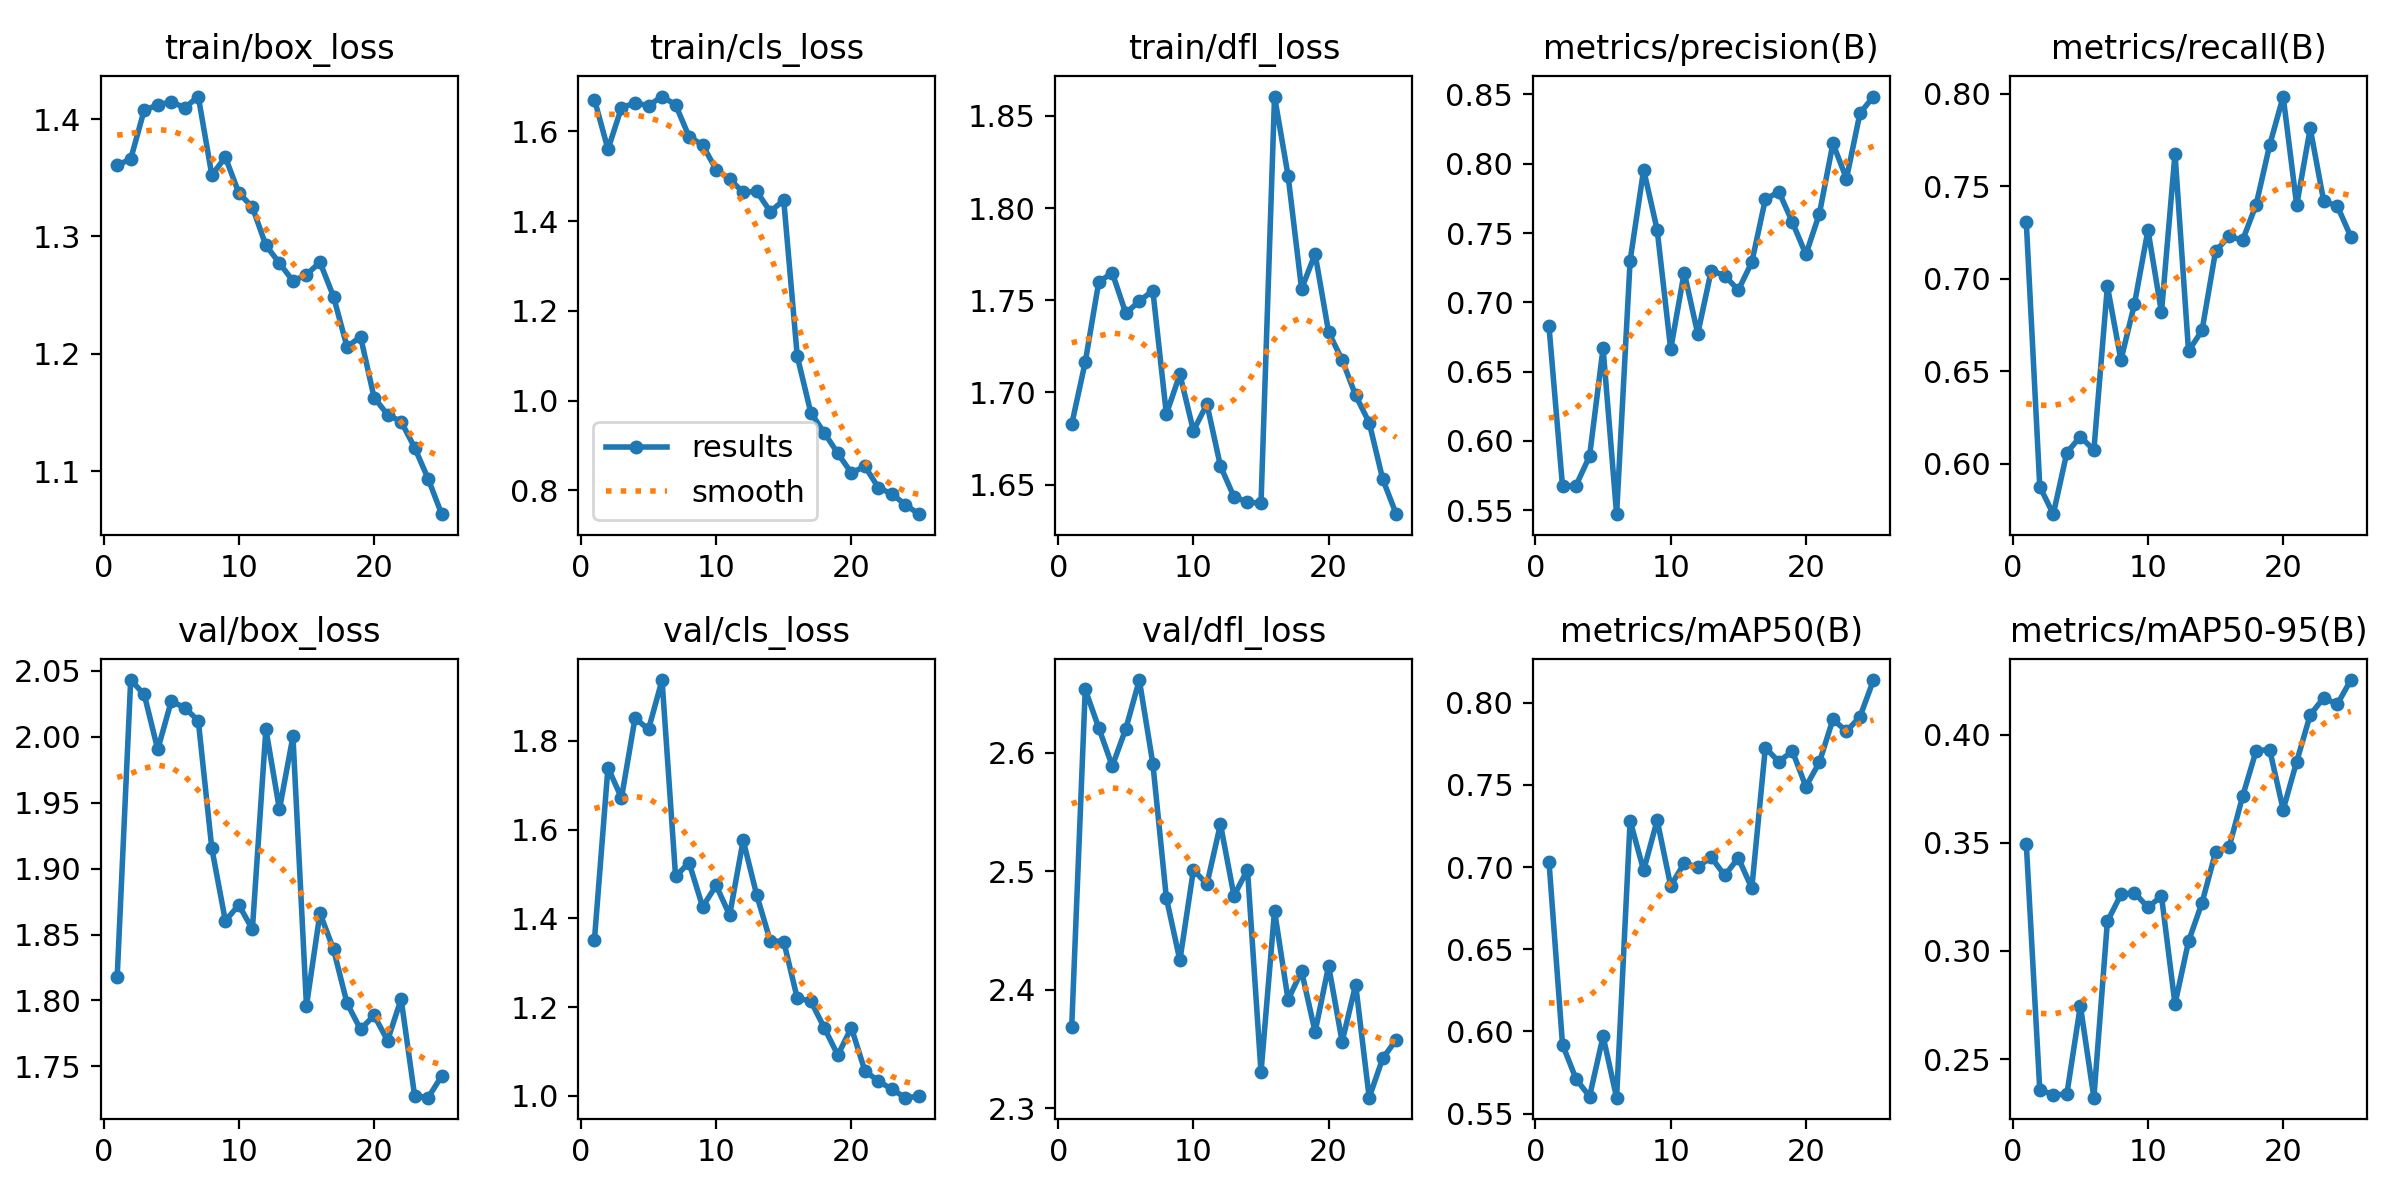 train/box_loss
1.4
1.3
1.2
1.1
0 10 20
train/cls_loss
1.6
1.4
1.2
1.0
0.8
results
smooth
0 10 20
train/dfl_loss
1.85
1.80
1.75
1.70
1.65
0 10 20
metrics/precision(B)
0.85
0.80
0.75
0.70
0.65
0.60
0.55
0 10 20
metrics/recall(B)
0.80
0.75
0.70
0.65
0.60
0 10 20
val/box_loss
2.05
2.00
1.95
1.90
1.85
1.80
1.75
0 10 20
val/cls_loss
1.8
1.6
1.4
1.2
1.0
0 10 20
val/dfl_loss
2.6
2.5
2.4
2.3
0 10 20
metrics/mAP50(B)
0.80
0.75
0.70
0.65
0.60
0.55
0 10 20
metrics/mAP50-95(B)
0.40
0.35
0.30
0.25
0 10 20